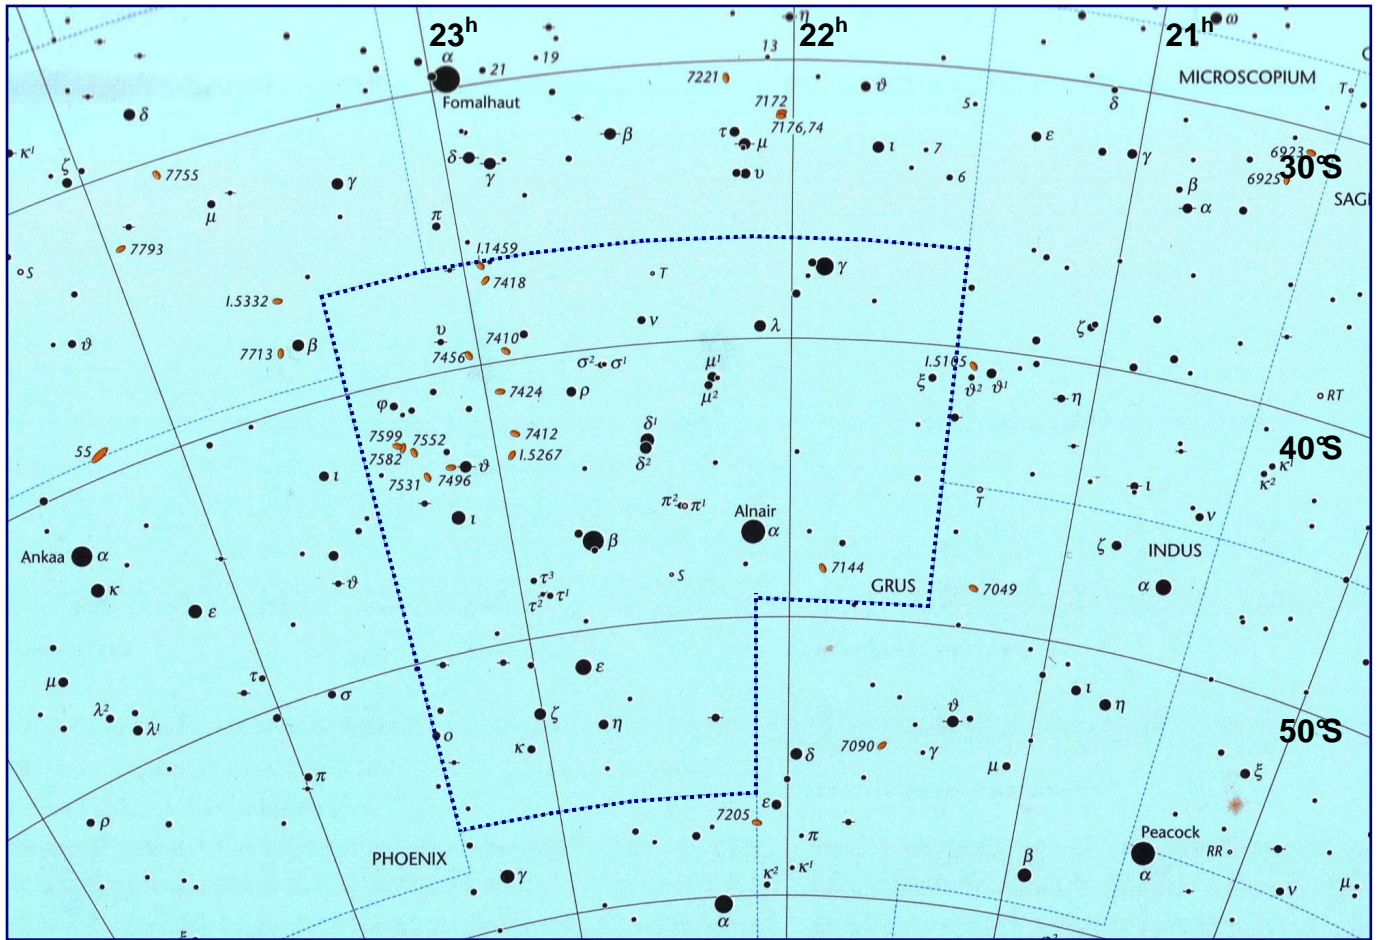 23h
22h
21h
η
ω
α
21
19
13
7221
MICROSCOPIUM
Fomalhaut
ϑ
5
δ
T
δ
7172
7176,74
β
τ
μ
ι
7
ε
γ
6923
30°S
κ¹
ζ
7755
γ
δ
γ
υ
6
β
α
6925
SAGI
μ
π
7793
I.1459
S
7418
T
γ
I.5332
ν
λ
ζ
ϑ
7713
β
υ
7456
7410
σ² σ¹
μ¹
μ²
I.5105
ξ
ϑ² ϑ¹
7424
ρ
η
RT
φ
55
7599
7552
7582
7412
I.5267
δ¹
δ²
40°S
κ¹
κ²
ι
7531
7496
ϑ
π² π¹
T
ι
ν
ι
β
Alnair
α
ζ
INDUS
Ankaa
α
κ
ϑ
τ³
τ² τ¹
S
7144
GRUS
7049
α
ε
μ
τ
σ
ε
ι
η
λ²
λ¹
ο
ζ
η
κ
ϑ
γ
7090
δ
μ
50°S
ξ
π
ε
7205
ρ
π
Peacock
α
RR
PHOENIX
γ
κ²
κ¹
β
ν
μ
α
ξ